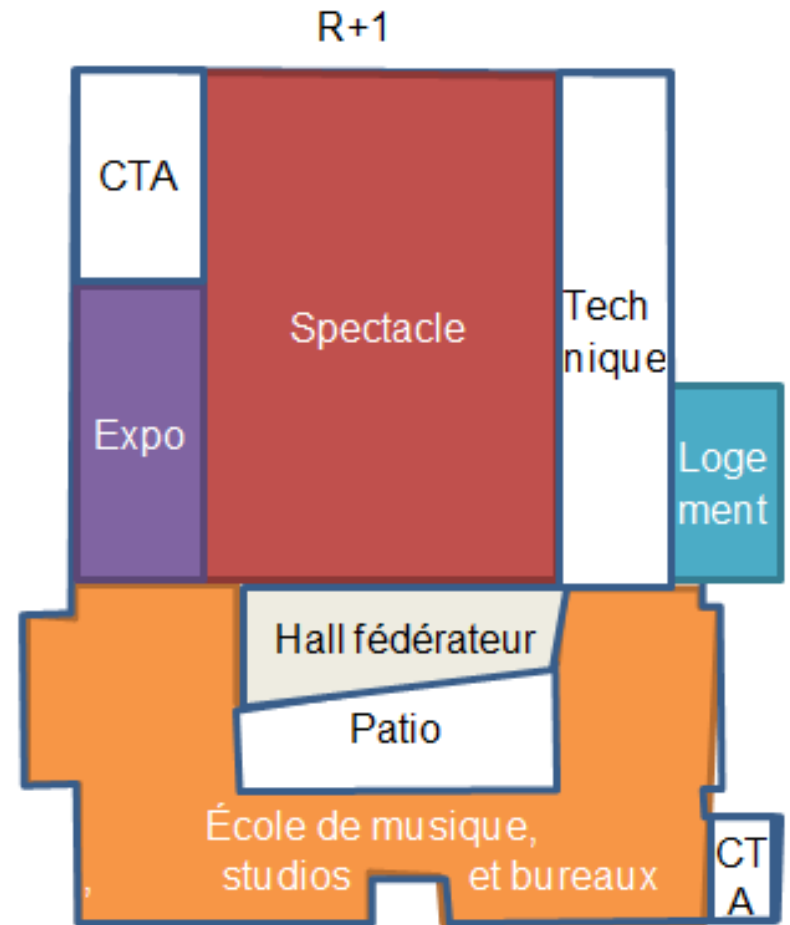 R+1
CTA
Spectacle
Tech
nique
Expo
Loge
ment
Hall fédérateur
Patio
École de musique,
, studios et bureaux
CT
A